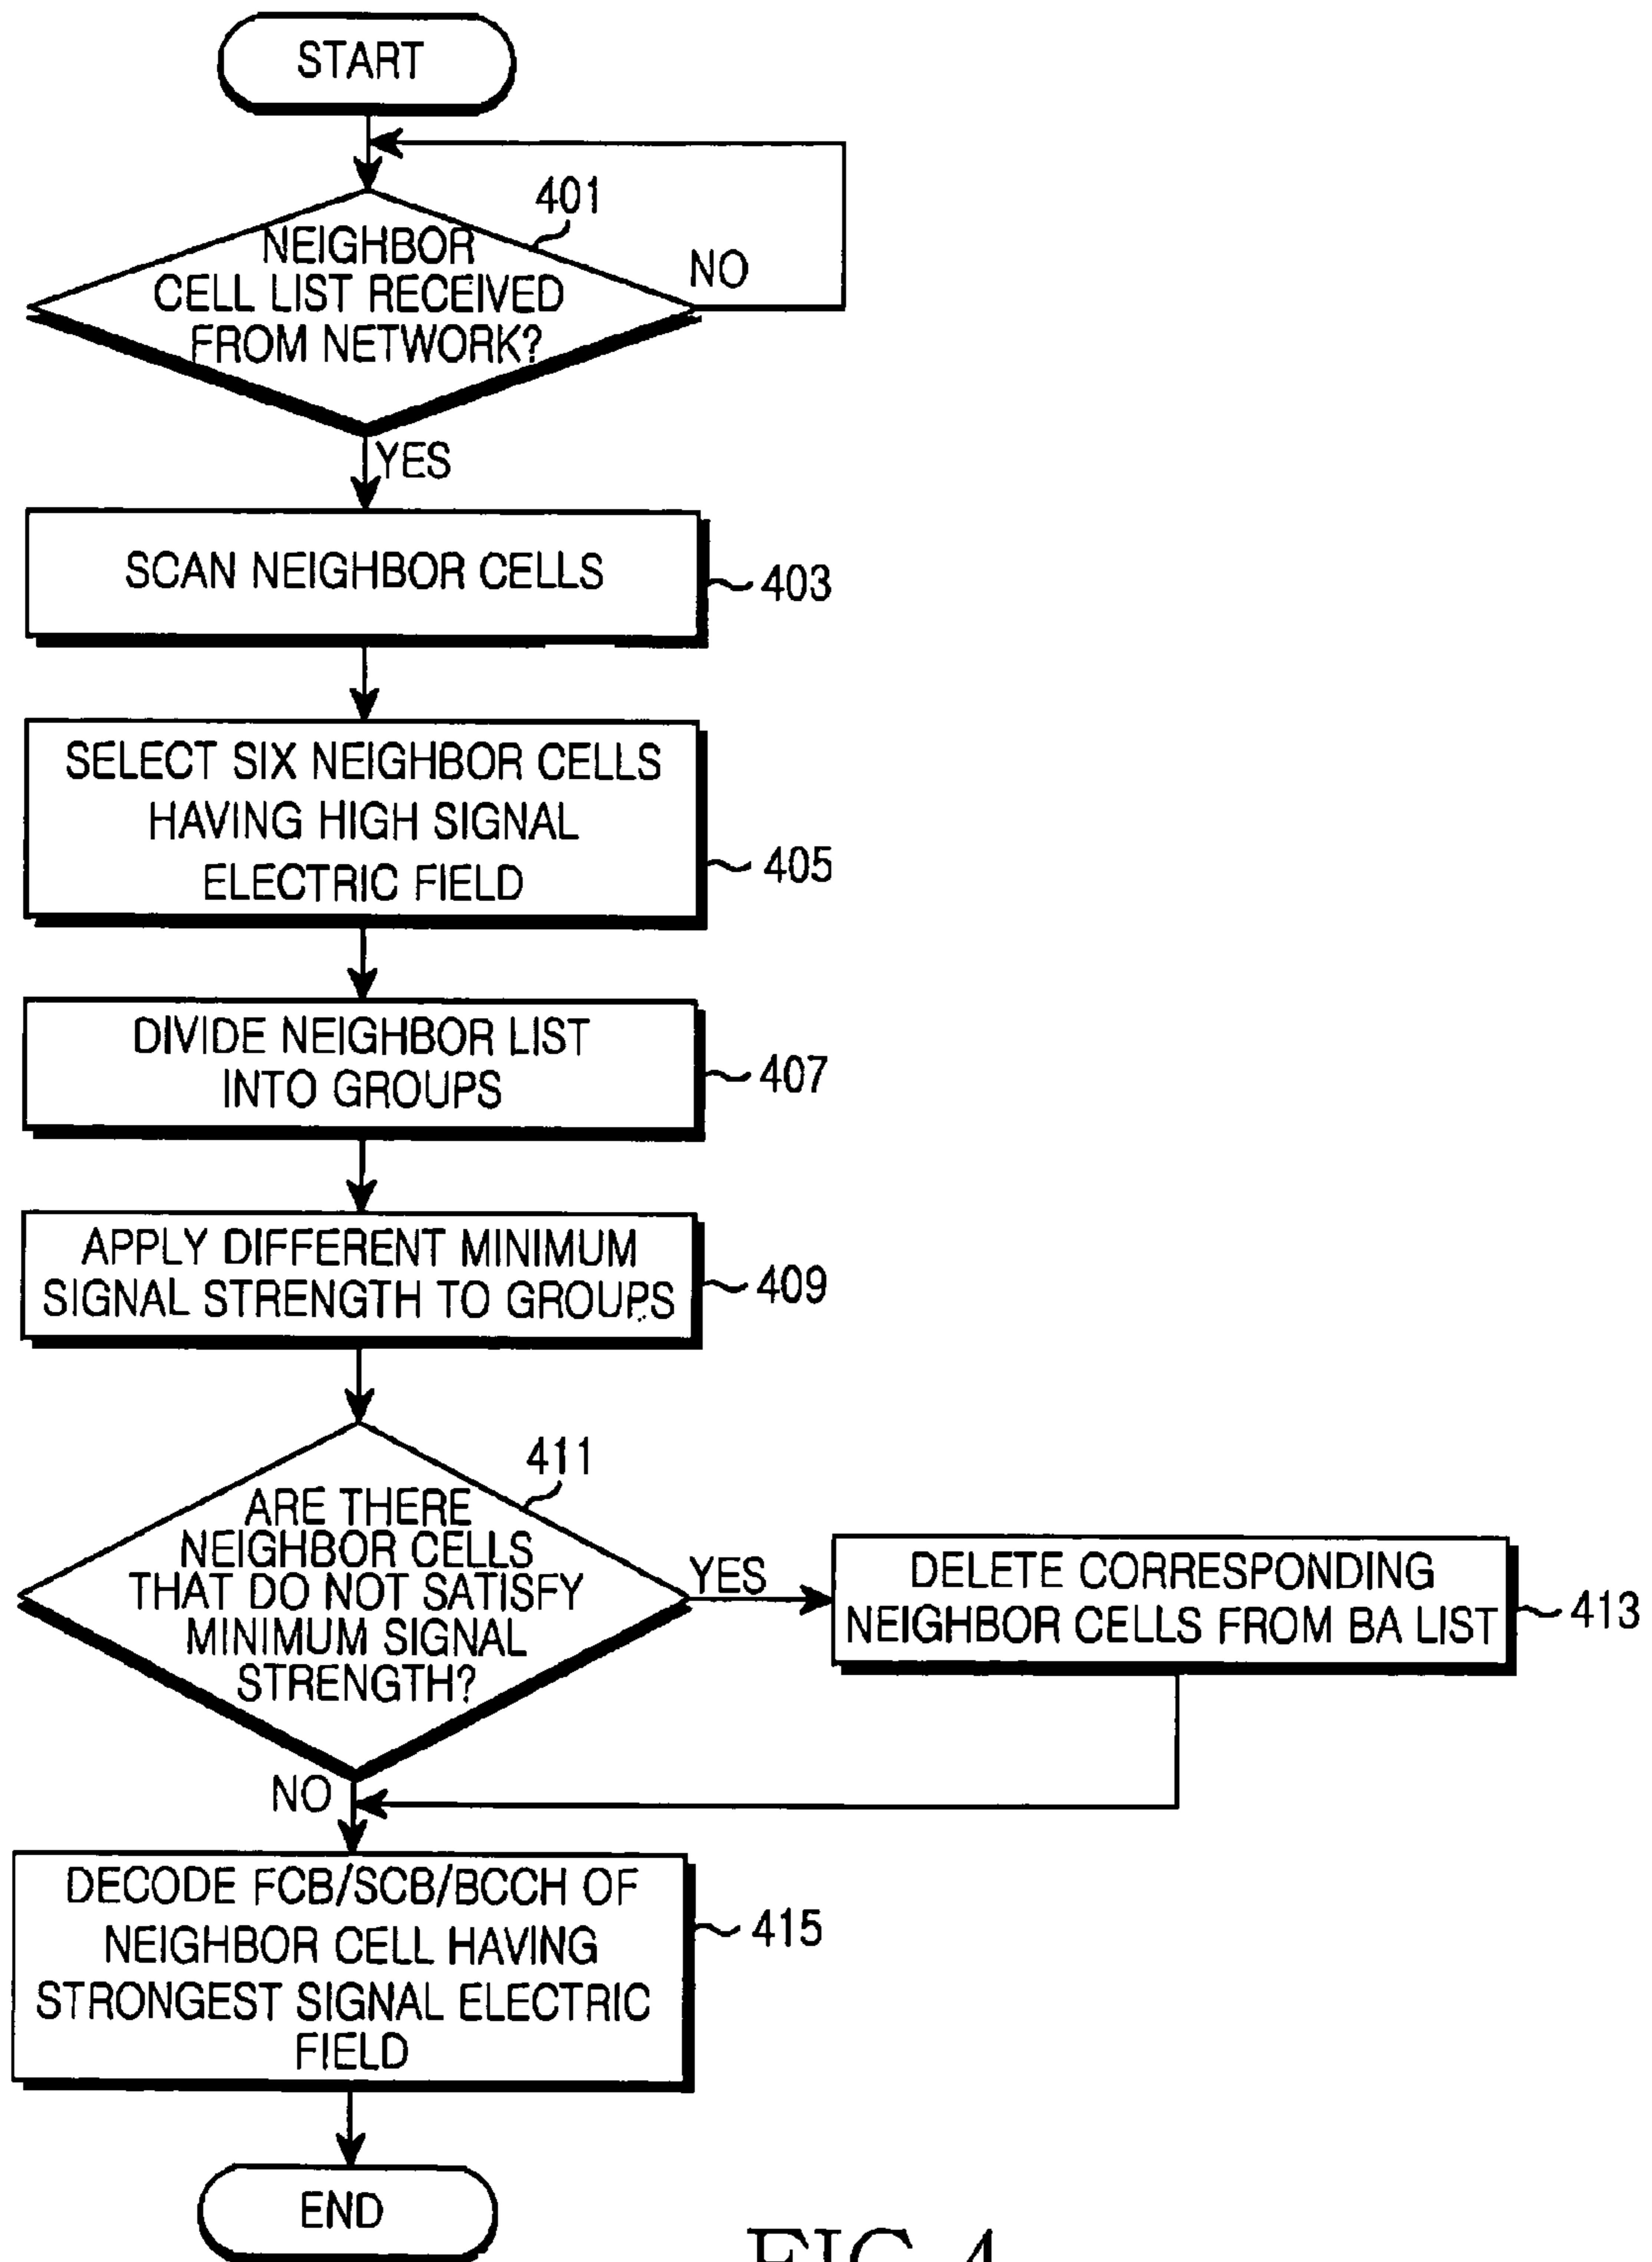 START
401
NEIGHBOR
CELL LIST RECEIVED
FROM NETWORK?
NO
YES
SCAN NEIGHBOR CELLS
403
SELECT SIX NEIGHBOR CELLS
HAVING HIGH SIGNAL
ELECTRIC FIELD
405
DIVIDE NEIGHBOR LIST
INTO GROUPS
407
APPLY DIFFERENT MINIMUM
SIGNAL STRENGTH TO GROUPS
409
411
ARE THERE
NEIGHBOR CELLS
THAT DO NOT SATISFY
MINIMUM SIGNAL
STRENGTH?
YES
DELETE CORRESPONDING
NEIGHBOR CELLS FROM BA LIST
413
NO
DECODE FCB/SCB/BCCH OF
NEIGHBOR CELL HAVING
STRONGEST SIGNAL ELECTRIC
FIELD
415
END
FIG. 4